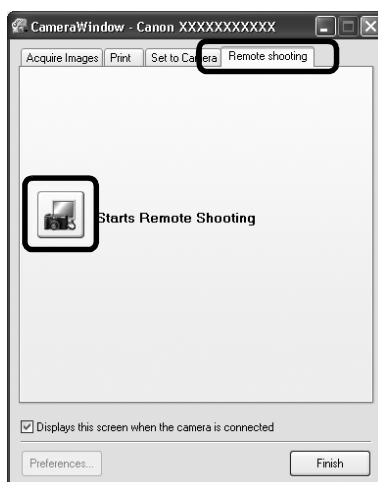 CameraWindow - Canon XXXXXXXXXXX
Acquire Images Print Set to Camera Remote shooting
Starts Remote Shooting
Displays this screen when the camera is connected
Preferences... Finish